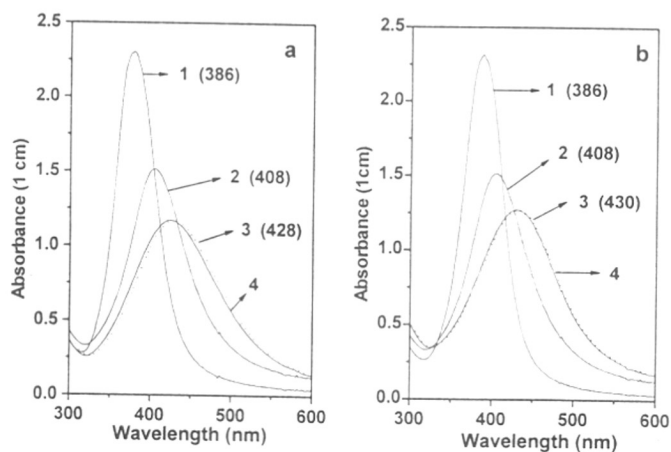 a
2.5
2.0
1.5
1.0
0.5
0.0
300 400 500 600
Absorbance (1 cm)
Wavelength (nm)
1 (386)
2 (408)
3 (428)
4
b
2.5
2.0
1.5
1.0
0.5
0.0
300 400 500 600
Absorbance (1cm)
Wavelength (nm)
1 (386)
2 (408)
3 (430)
4